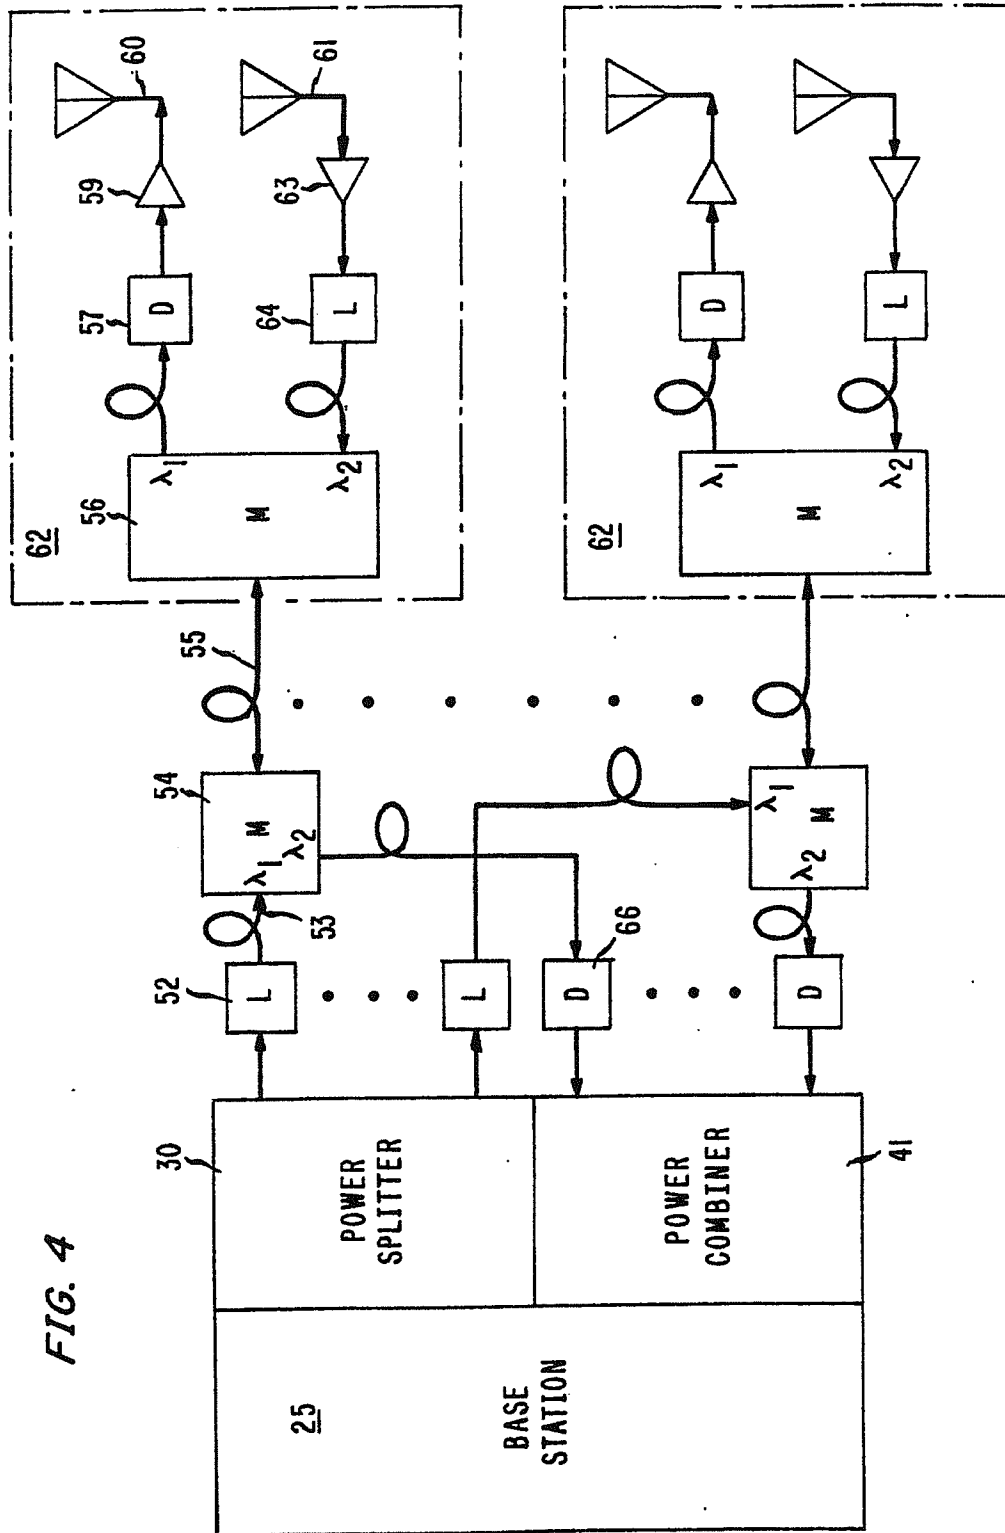 FIG. 4
25
BASE
STATION
30
POWER
SPLITTER
POWER
COMBINER
41
52
L
53
L
66
D
D
54
λ1
M
λ2
λ2
M
λ1
55
62
56
λ1
M
λ2
57
D
59
60
64
L
63
61
62
λ1
M
λ2
D
L